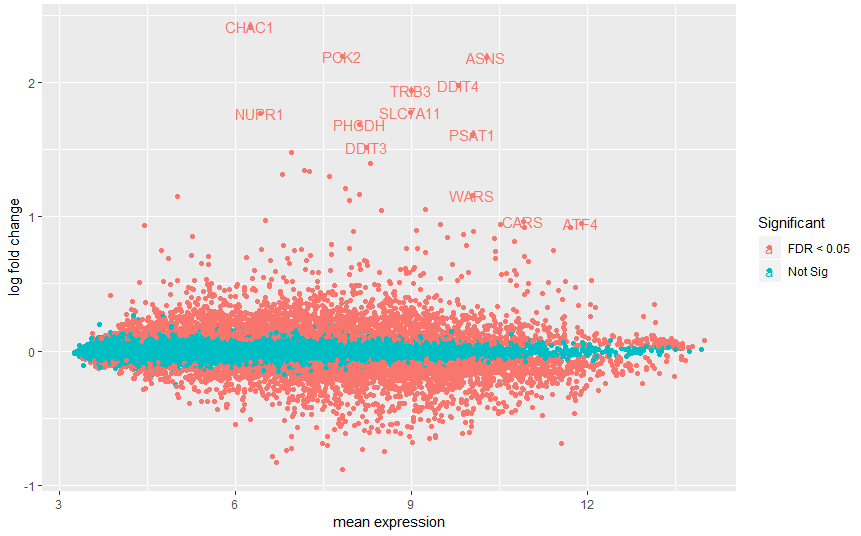 CHAC1
PCK2
ASNS
DDIT4
TRIB3
NUPR1
SLC7A11
PHGDH
PSAT1
DDIT3
WARS
CARS
ATF4
2
1
0
-1
3
6
9
12
mean expression
log fold change
Significant
a FDR < 0.05
a Not Sig